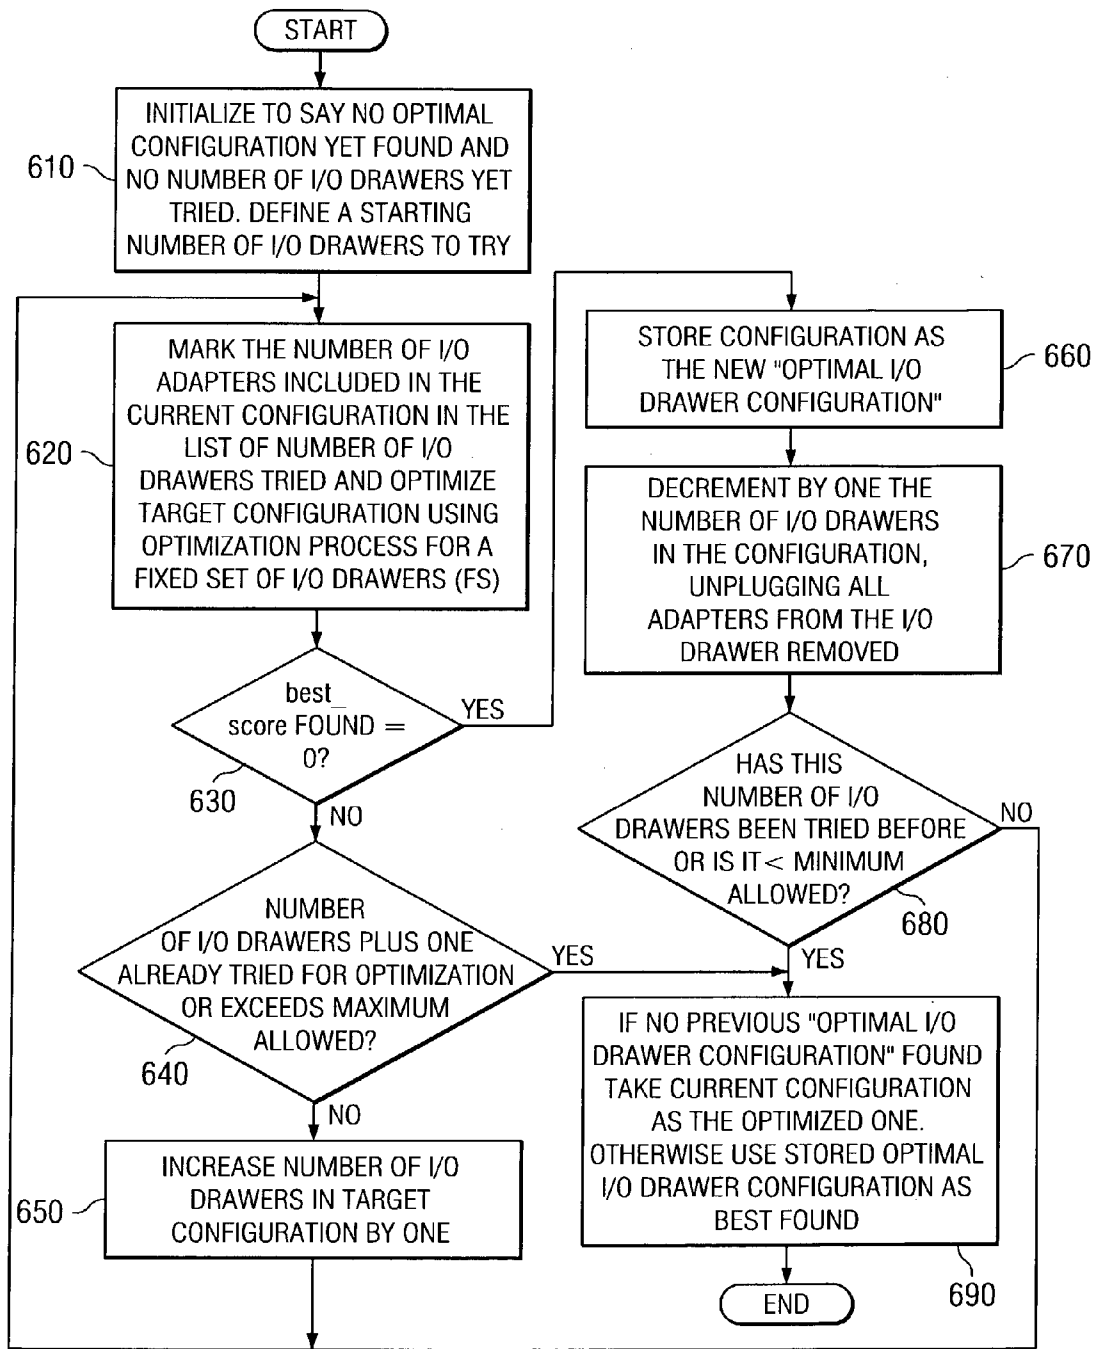 START
INITIALIZE TO SAY NO OPTIMAL
CONFIGURATION YET FOUND AND
NO NUMBER OF I/O DRAWERS YET
TRIED. DEFINE A STARTING
NUMBER OF I/O DRAWERS TO TRY
610
MARK THE NUMBER OF I/O
ADAPTERS INCLUDED IN THE
CURRENT CONFIGURATION IN THE
LIST OF NUMBER OF I/O
DRAWERS TRIED AND OPTIMIZE
TARGET CONFIGURATION USING
OPTIMIZATION PROCESS FOR A
FIXED SET OF I/O DRAWERS (FS)
620
best_
score FOUND =
0?
630
YES
NO
NUMBER
OF I/O DRAWERS PLUS ONE
ALREADY TRIED FOR OPTIMIZATION
OR EXCEEDS MAXIMUM
ALLOWED?
640
YES
NO
INCREASE NUMBER OF I/O
DRAWERS IN TARGET
CONFIGURATION BY ONE
650
STORE CONFIGURATION AS
THE NEW "OPTIMAL I/O
DRAWER CONFIGURATION"
660
DECREMENT BY ONE THE
NUMBER OF I/O DRAWERS
IN THE CONFIGURATION,
UNPLUGGING ALL
ADAPTERS FROM THE I/O
DRAWER REMOVED
670
HAS THIS
NUMBER OF I/O
DRAWERS BEEN TRIED BEFORE
OR IS IT < MINIMUM
ALLOWED?
680
NO
YES
IF NO PREVIOUS "OPTIMAL I/O
DRAWER CONFIGURATION" FOUND
TAKE CURRENT CONFIGURATION
AS THE OPTIMIZED ONE.
OTHERWISE USE STORED OPTIMAL
I/O DRAWER CONFIGURATION AS
BEST FOUND
690
END